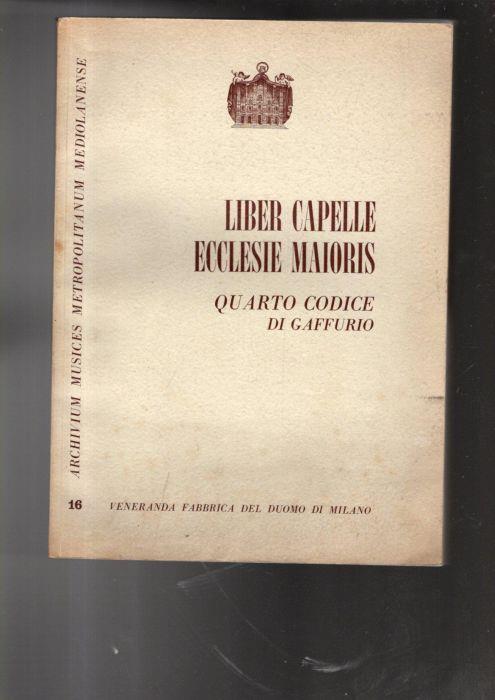 ARCHIVIUM MUSICES METROPOLITANUM MEDIOLANENSE
LIBER CAPELLE
ECCLESIE MAIORIS
QUARTO CODICE
DI GAFFURIO
16 VENERANDA FABBRICA DEL DUOMO DI MILANO